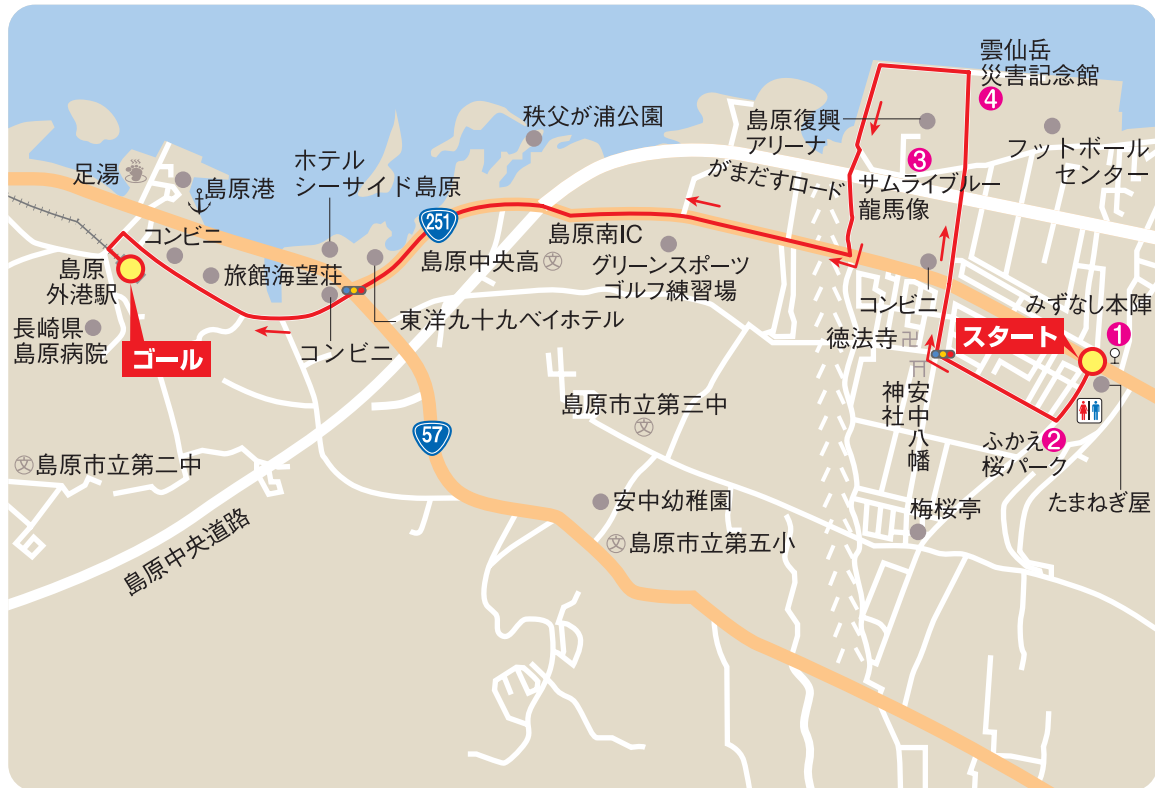 雲仙岳
災害記念館
4
秩父が浦公園
島原復興
アリーナ
フットボール
センター
3
サムライブルー
龍馬像
がまだすロード
足湯
島原港
ホテル
シーサイド島原
251
コンビニ
島原南IC
島原中央高
文
グリーンスポーツ
ゴルフ練習場
旅館海望荘
島原
外港駅
コンビニ
みずなし本陣
1
東洋九十九ベイホテル
徳法寺
卍
スタート
長崎県
島原病院
ゴール
コンビニ
安中八幡
神社
島原市立第三中
文
57
ふかえ
桜パーク
2
たまねぎ屋
文
島原市立第二中
安中幼稚園
梅桜亭
文
島原市立第五小
島原中央道路